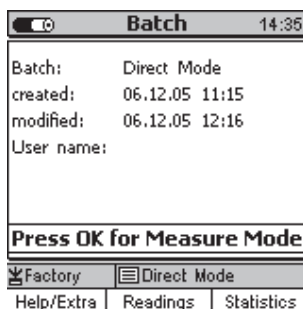 Batch 14:35
Batch: Direct Mode
created: 06.12.05 11:15
modified: 06.12.05 12:16
User name:
Press OK for Measure Mode
Factory Direct Mode
Help/Extra Readings Statistics